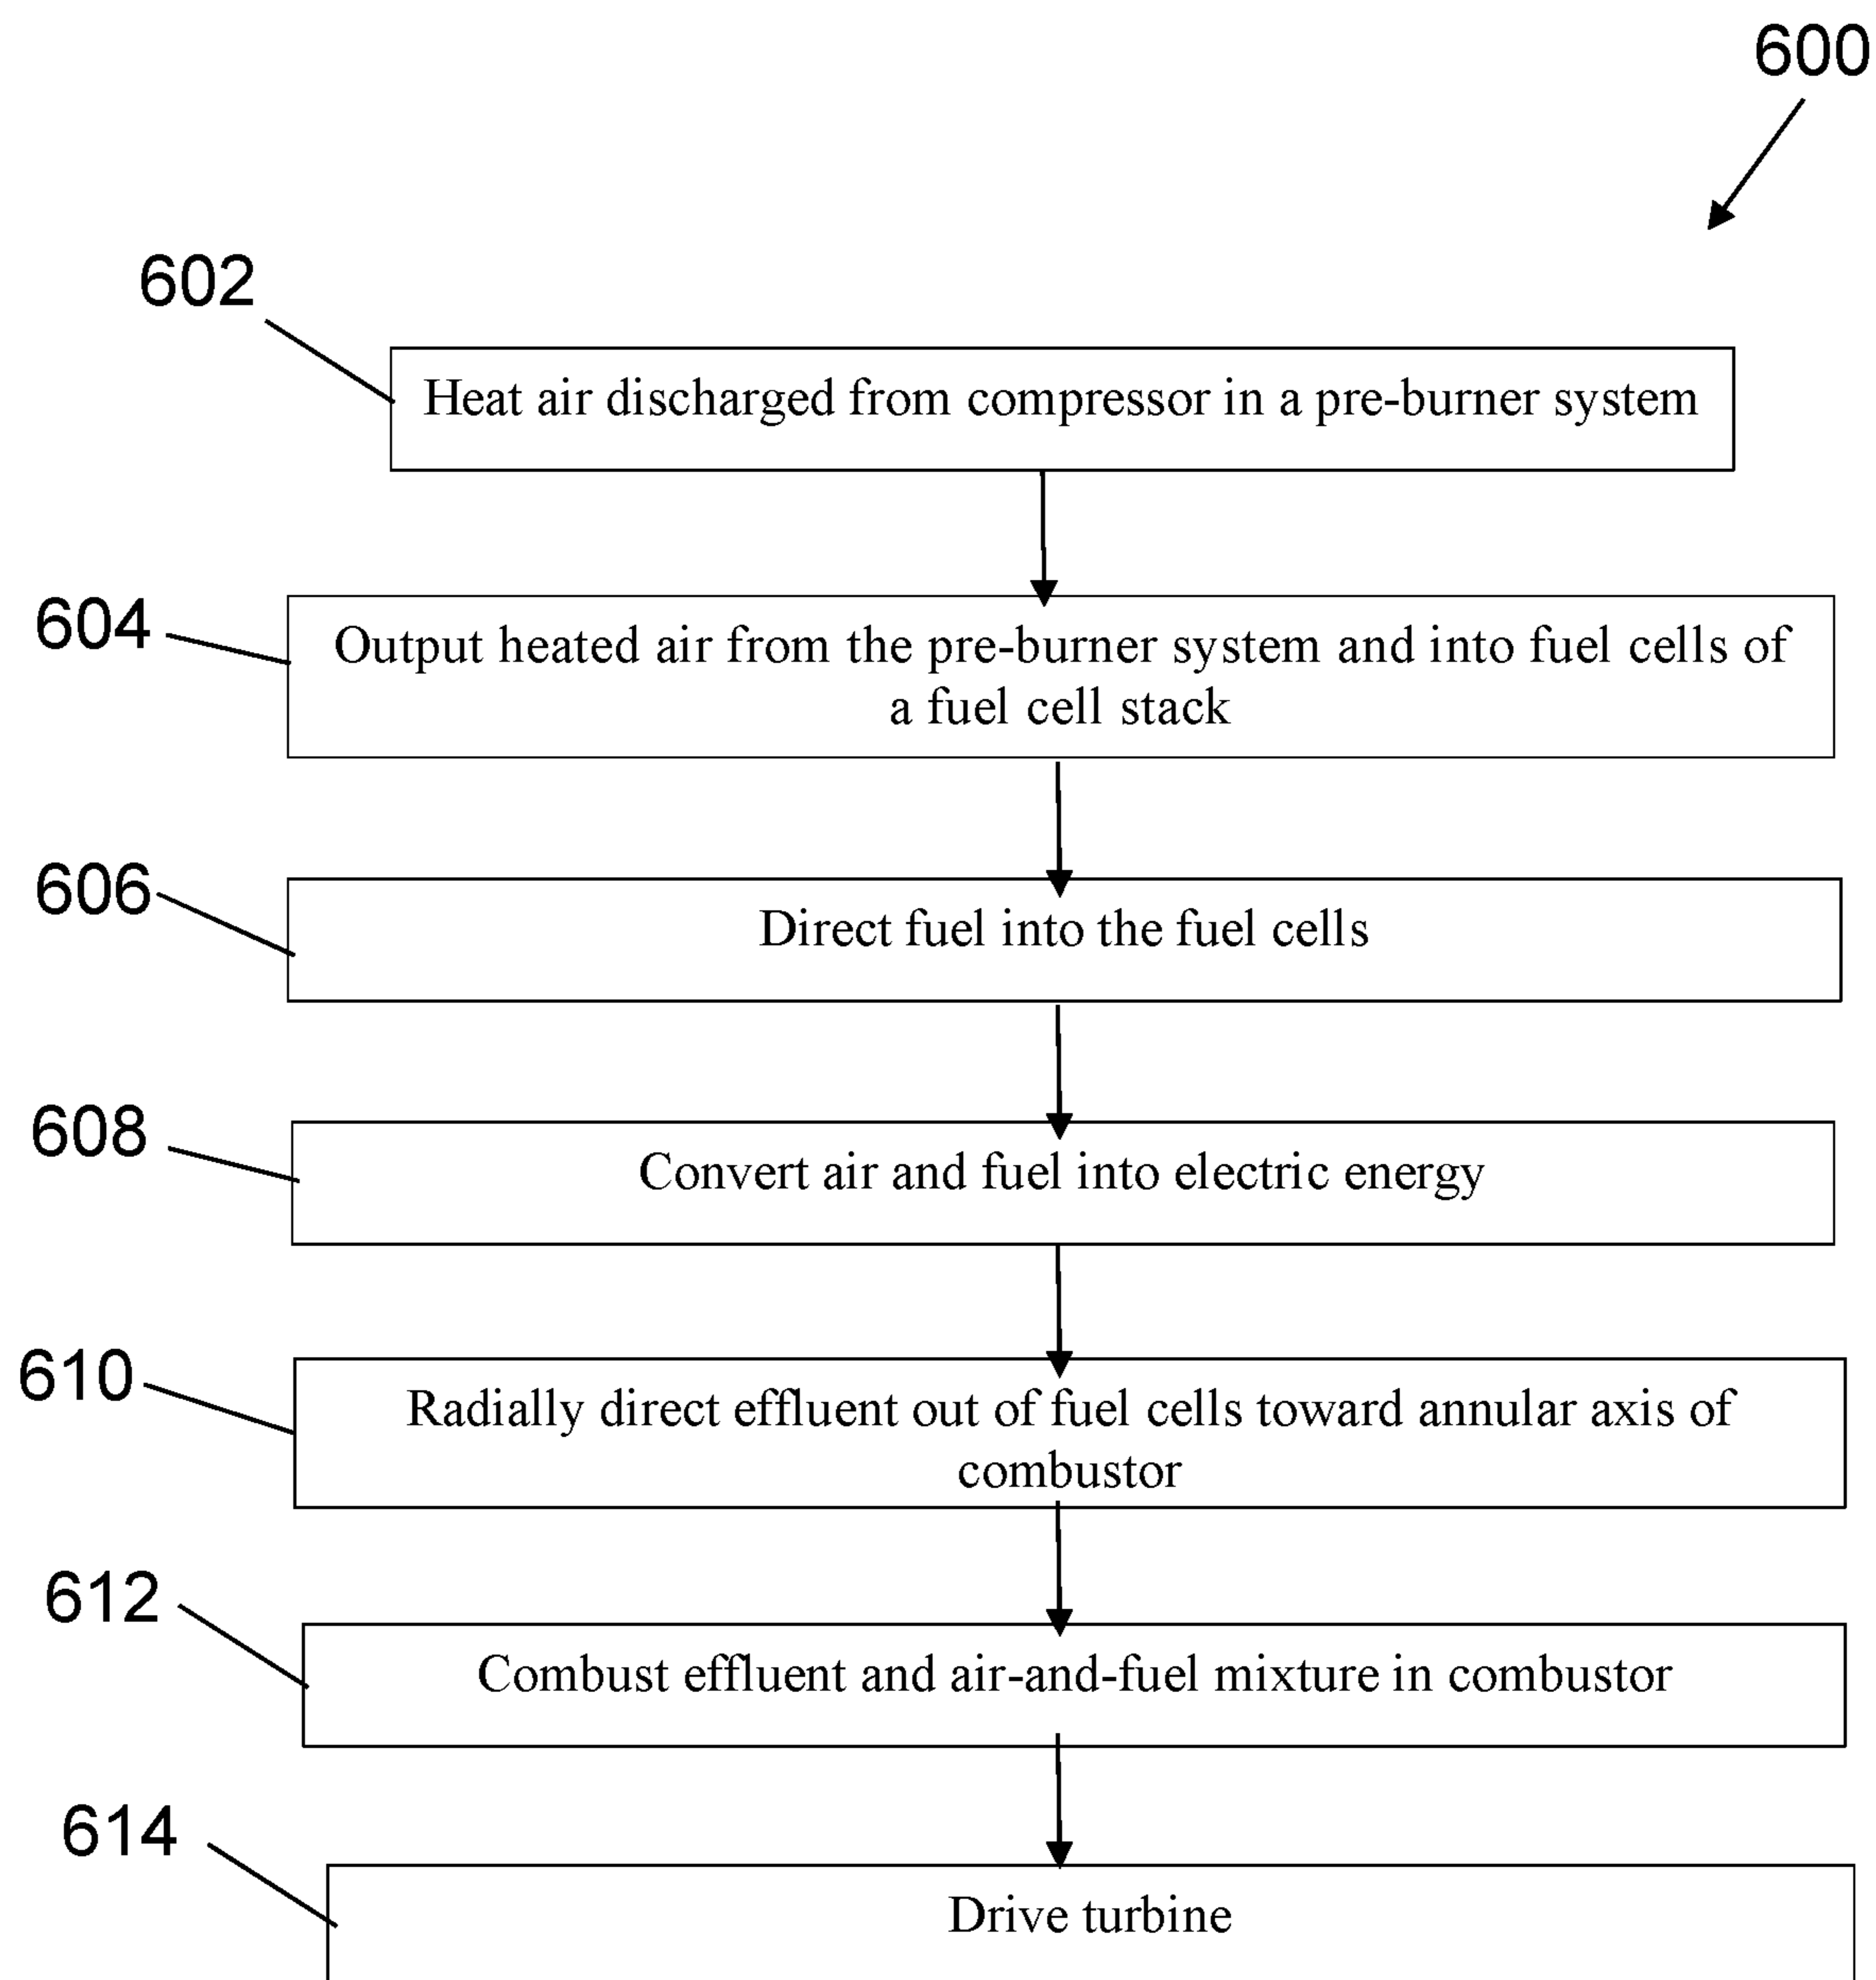 600
602
Heat air discharged from compressor in a pre-burner system
604
Output heated air from the pre-burner system and into fuel cells of
a fuel cell stack
606
Direct fuel into the fuel cells
608
Convert air and fuel into electric energy
610
Radially direct effluent out of fuel cells toward annular axis of
combustor
612
Combust effluent and air-and-fuel mixture in combustor
614
Drive turbine